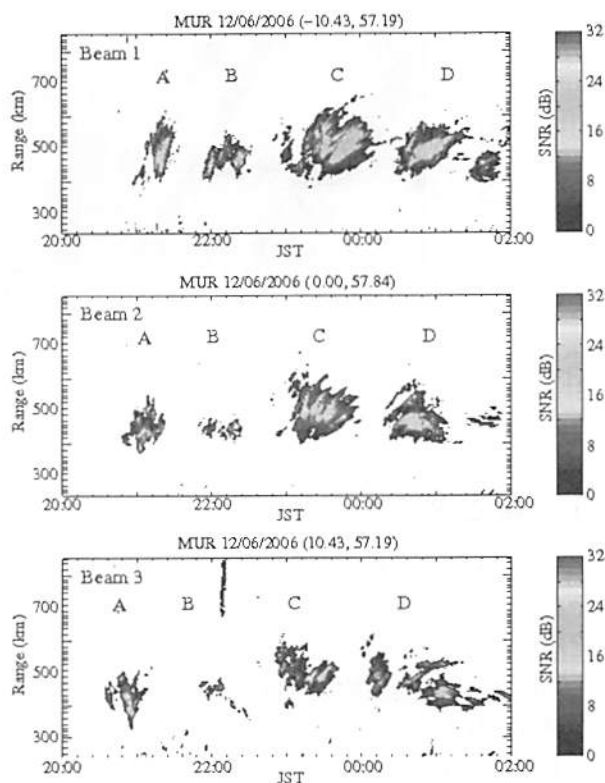 MUR 12/06/2006 (−10.43, 57.19)
Beam 1
A B C D
Range (km)
700
500
300
20:00 22:00 00:00 02:00
JST
SNR (dB)
32
24
16
8
0
MUR 12/06/2006 (0.00, 57.84)
Beam 2
A B C D
Range (km)
700
500
300
20:00 22:00 00:00 02:00
JST
SNR (dB)
32
24
16
8
0
MUR 12/06/2006 (10.43, 57.19)
Beam 3
A B C D
Range (km)
700
500
300
20:00 22:00 00:00 02:00
JST
SNR (dB)
32
24
16
8
0